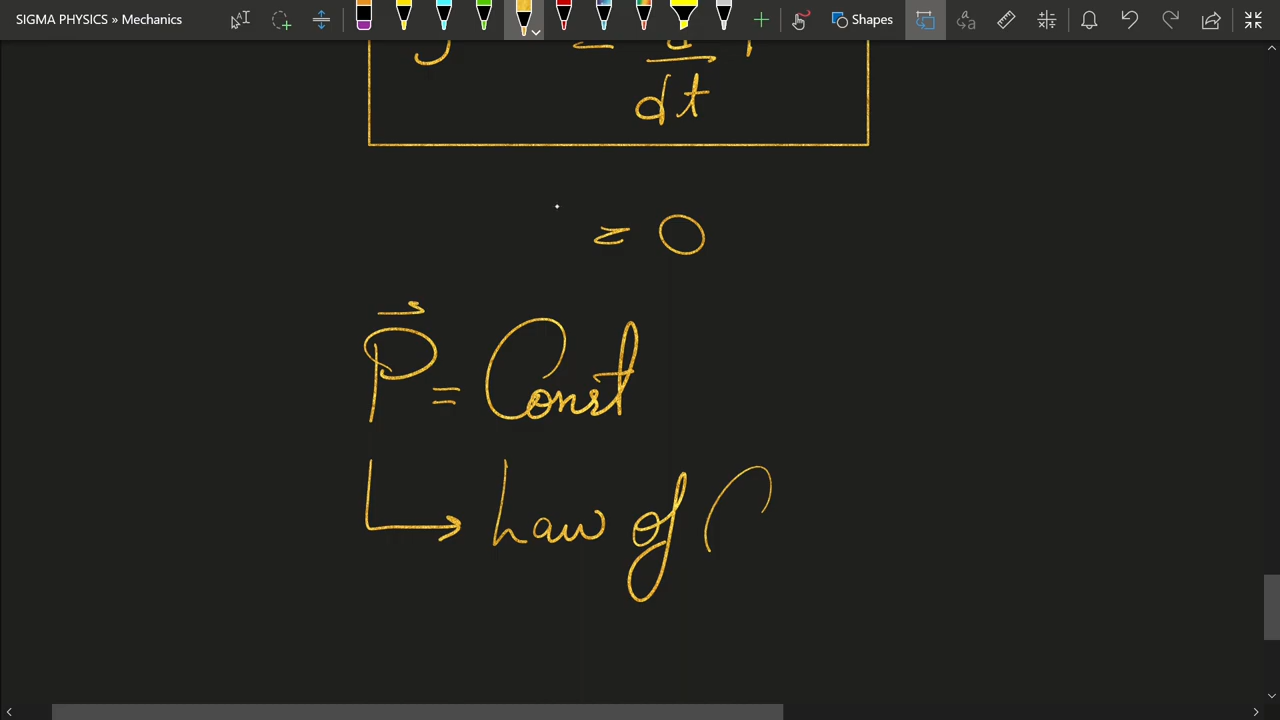 SIGMA PHYSICS » Mechanics
Shapes
dt
= 0
P⃗ = Const
↳ Law of C